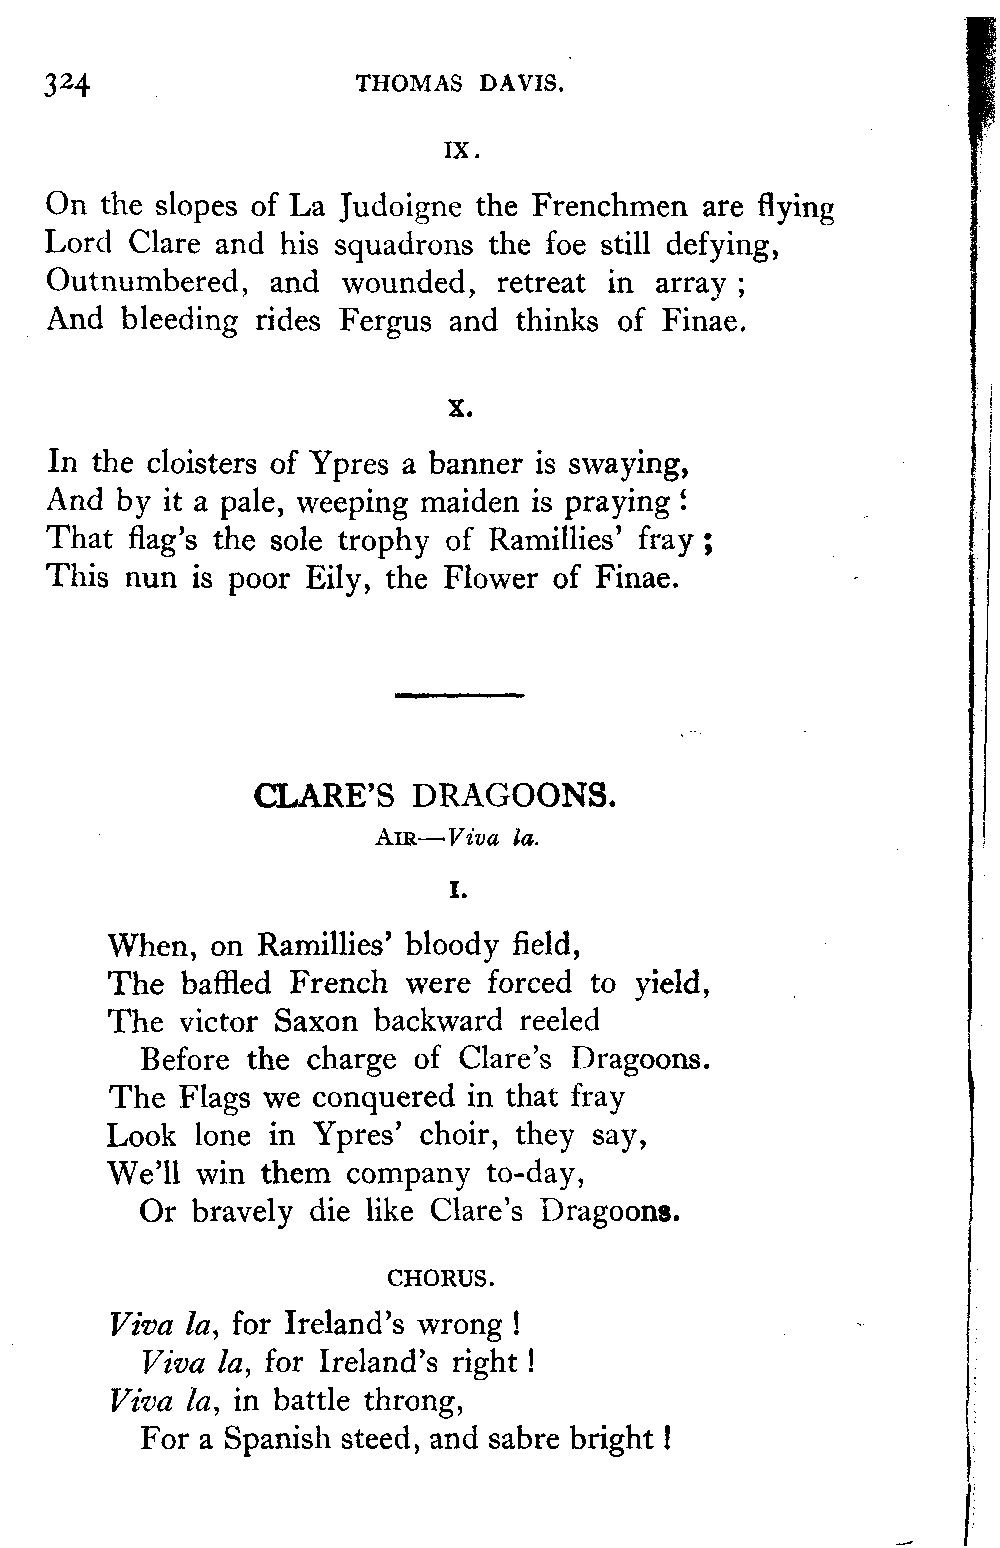 324 THOMAS DAVIS.
IX.
On the slopes of La Judoigne the Frenchmen are flying
Lord Clare and his squadrons the foe still defying,
Outnumbered, and wounded, retreat in array ;
And bleeding rides Fergus and thinks of Finae.
X.
In the cloisters of Ypres a banner is swaying,
And by it a pale, weeping maiden is praying :
That flag's the sole trophy of Ramillies' fray ;
This nun is poor Eily, the Flower of Finae.
CLARE'S DRAGOONS.
AIR—Viva la.
I.
When, on Ramillies' bloody field,
The baffled French were forced to yield,
The victor Saxon backward reeled
Before the charge of Clare's Dragoons.
The Flags we conquered in that fray
Look lone in Ypres' choir, they say,
We'll win them company to-day,
Or bravely die like Clare's Dragoons.
CHORUS.
Viva la, for Ireland's wrong !
Viva la, for Ireland's right !
Viva la, in battle throng,
For a Spanish steed, and sabre bright !